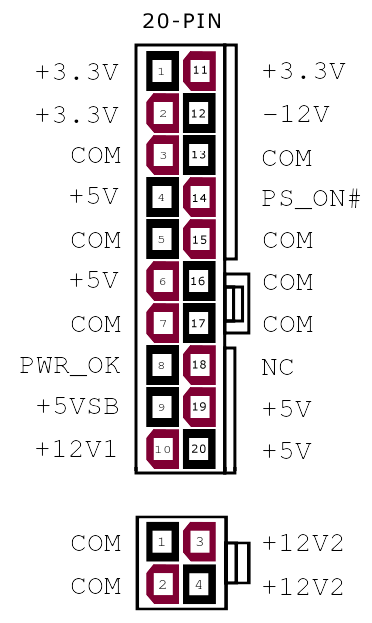 20-PIN
+3.3V 1 11 +3.3V
+3.3V 2 12 -12V
COM 3 13 COM
+5V 4 14 PS_ON#
COM 5 15 COM
+5V 6 16 COM
COM 7 17 COM
PWR_OK 8 18 NC
+5VSB 9 19 +5V
+12V1 10 20 +5V
COM 1 3 +12V2
COM 2 4 +12V2